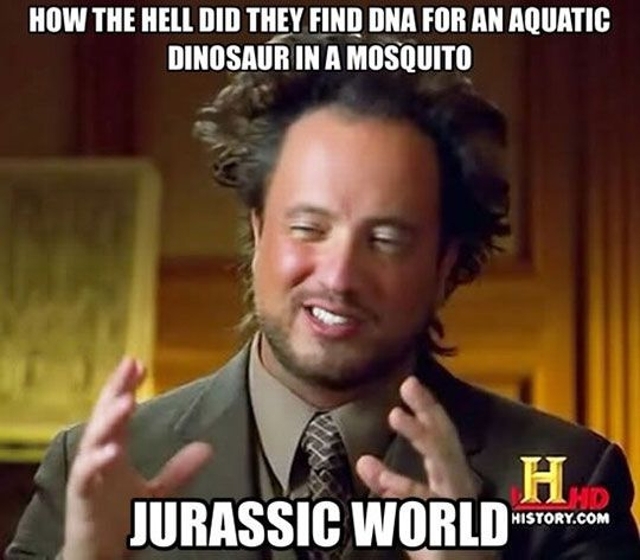 HOW THE HELL DID THEY FIND DNA FOR AN AQUATIC
DINOSAUR IN A MOSQUITO
JURASSIC WORLD
H HD
HISTORY.COM